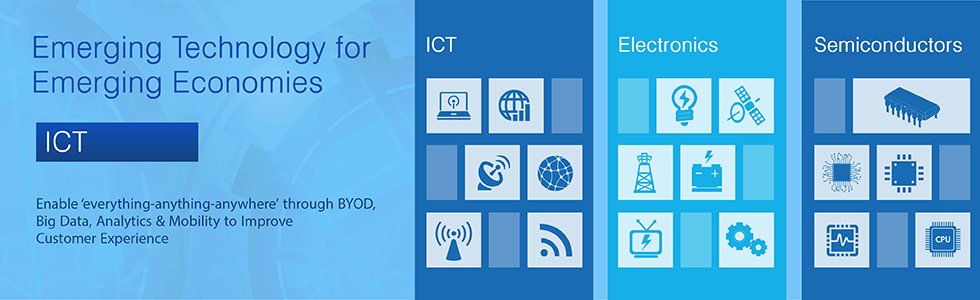 Emerging Technology for
Emerging Economies
ICT
Enable ‘everything-anything-anywhere’ through BYOD,
Big Data, Analytics & Mobility to Improve
Customer Experience
ICT
Electronics
Semiconductors
CPU